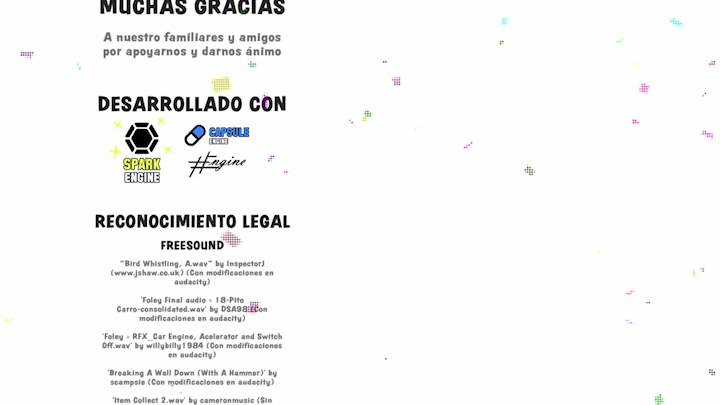 MUCHAS GRACIAS
A nuestro familiares y amigos
por apoyarnos y darnos ánimo
DESARROLLADO CON
SPARK
ENGINE
CAPSULE
ENGINE
#Engine
RECONOCIMIENTO LEGAL
FREESOUND
"Bird Whistling, A.wav" by InspectorJ
(www.jshaw.co.uk) (Con modificaciones en
audacity)
'Foley Final audio » 18-Pito
Carro-consolidated.wav' by DSA98 (Con
modificaciones en audacity)
'Foley » RFX_Car Engine, Acelerator and Switch
Off.wav' by willybilly1984 (Con modificaciones
en audacity)
'Breaking A Wall Down (With A Hammer)' by
scampsie (Con modificaciones en audacity)
'Item Collect 2.wav' by cameronmusic (Sin